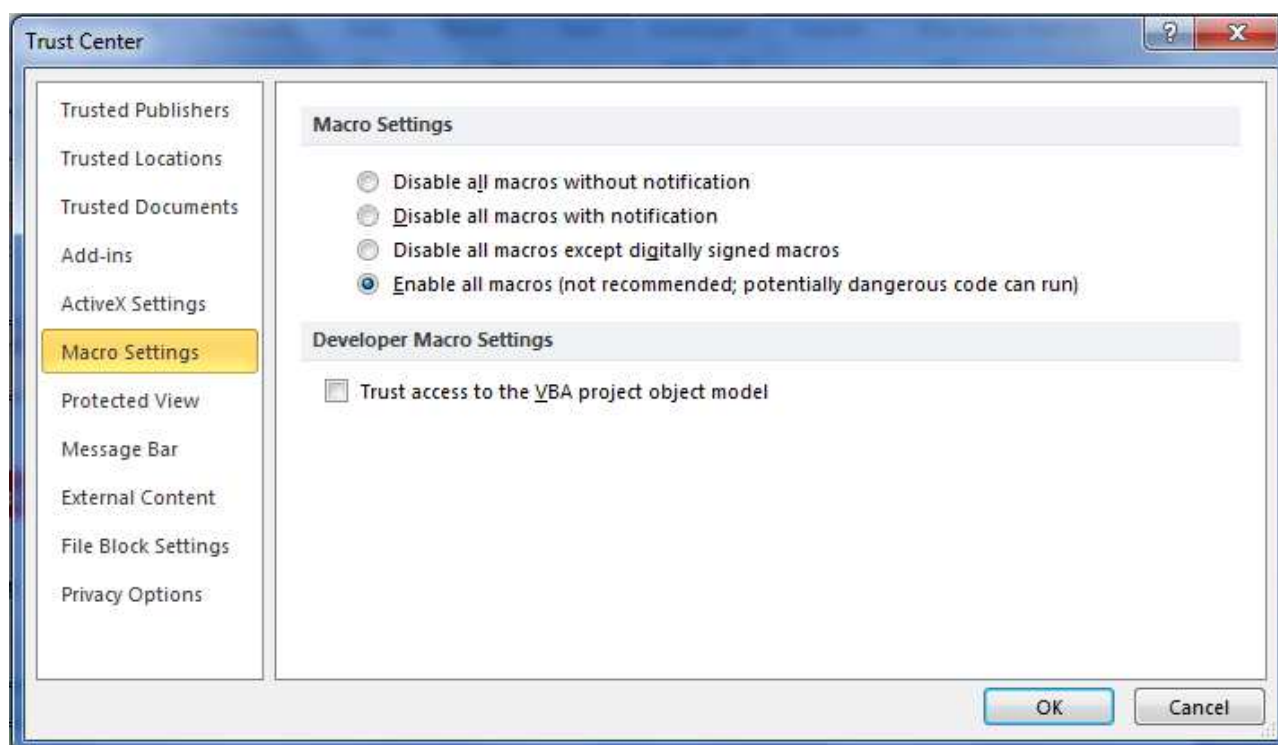 Trust Center
Trusted Publishers
Trusted Locations
Trusted Documents
Add-ins
ActiveX Settings
Macro Settings
Protected View
Message Bar
External Content
File Block Settings
Privacy Options
Macro Settings
Disable all macros without notification
Disable all macros with notification
Disable all macros except digitally signed macros
Enable all macros (not recommended; potentially dangerous code can run)
Developer Macro Settings
Trust access to the VBA project object model
OK
Cancel